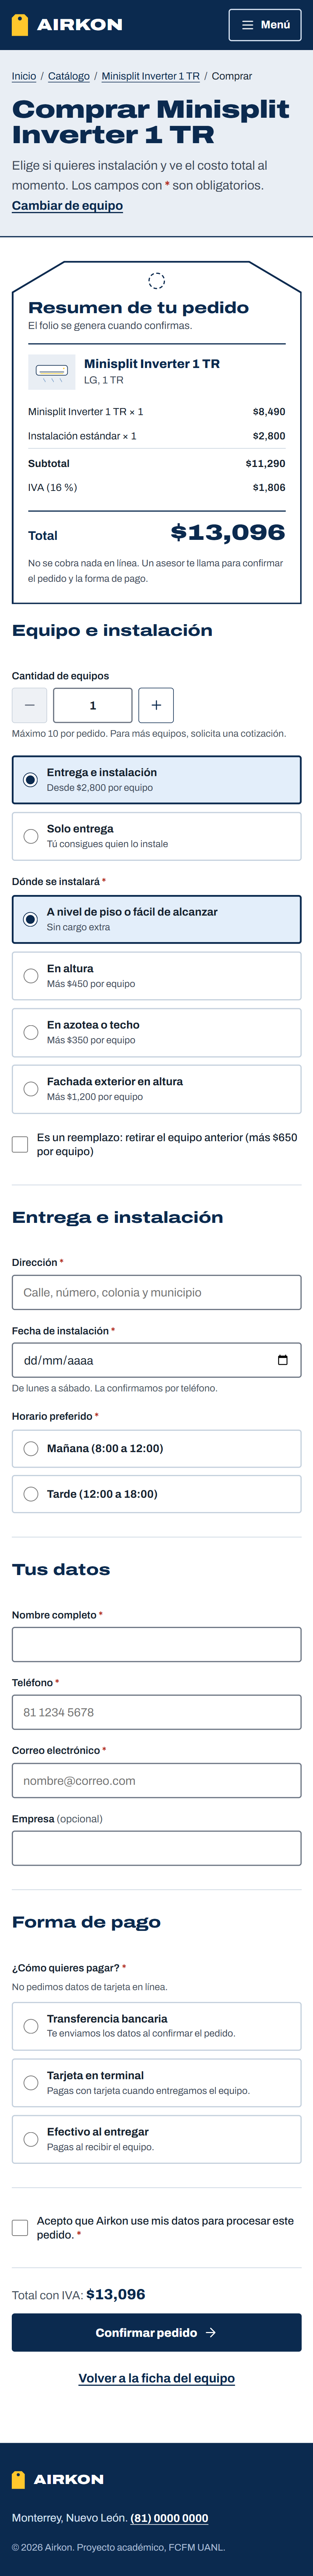 AIRKON
Menú
Inicio / Catálogo / Minisplit Inverter 1 TR / Comprar
Comprar Minisplit
Inverter 1 TR
Elige si quieres instalación y ve el costo total al
momento. Los campos con * son obligatorios.
Cambiar de equipo
Resumen de tu pedido
El folio se genera cuando confirmas.
Minisplit Inverter 1 TR
LG, 1 TR
Minisplit Inverter 1 TR × 1 $8,490
Instalación estándar × 1 $2,800
Subtotal $11,290
IVA (16 %) $1,806
Total $13,096
No se cobra nada en línea. Un asesor te llama para confirmar
el pedido y la forma de pago.
Equipo e instalación
Cantidad de equipos
− 1 +
Máximo 10 por pedido. Para más equipos, solicita una cotización.
Entrega e instalación
Desde $2,800 por equipo
Solo entrega
Tú consigues quien lo instale
Dónde se instalará *
A nivel de piso o fácil de alcanzar
Sin cargo extra
En altura
Más $450 por equipo
En azotea o techo
Más $350 por equipo
Fachada exterior en altura
Más $1,200 por equipo
Es un reemplazo: retirar el equipo anterior (más $650
por equipo)
Entrega e instalación
Dirección *
Calle, número, colonia y municipio
Fecha de instalación *
dd/mm/aaaa
De lunes a sábado. La confirmamos por teléfono.
Horario preferido *
Mañana (8:00 a 12:00)
Tarde (12:00 a 18:00)
Tus datos
Nombre completo *
Teléfono *
81 1234 5678
Correo electrónico *
nombre@correo.com
Empresa (opcional)
Forma de pago
¿Cómo quieres pagar? *
No pedimos datos de tarjeta en línea.
Transferencia bancaria
Te enviamos los datos al confirmar el pedido.
Tarjeta en terminal
Pagas con tarjeta cuando entregamos el equipo.
Efectivo al entregar
Pagas al recibir el equipo.
Acepto que Airkon use mis datos para procesar este
pedido. *
Total con IVA: $13,096
Confirmar pedido →
Volver a la ficha del equipo
AIRKON
Monterrey, Nuevo León. (81) 0000 0000
© 2026 Airkon. Proyecto académico, FCFM UANL.